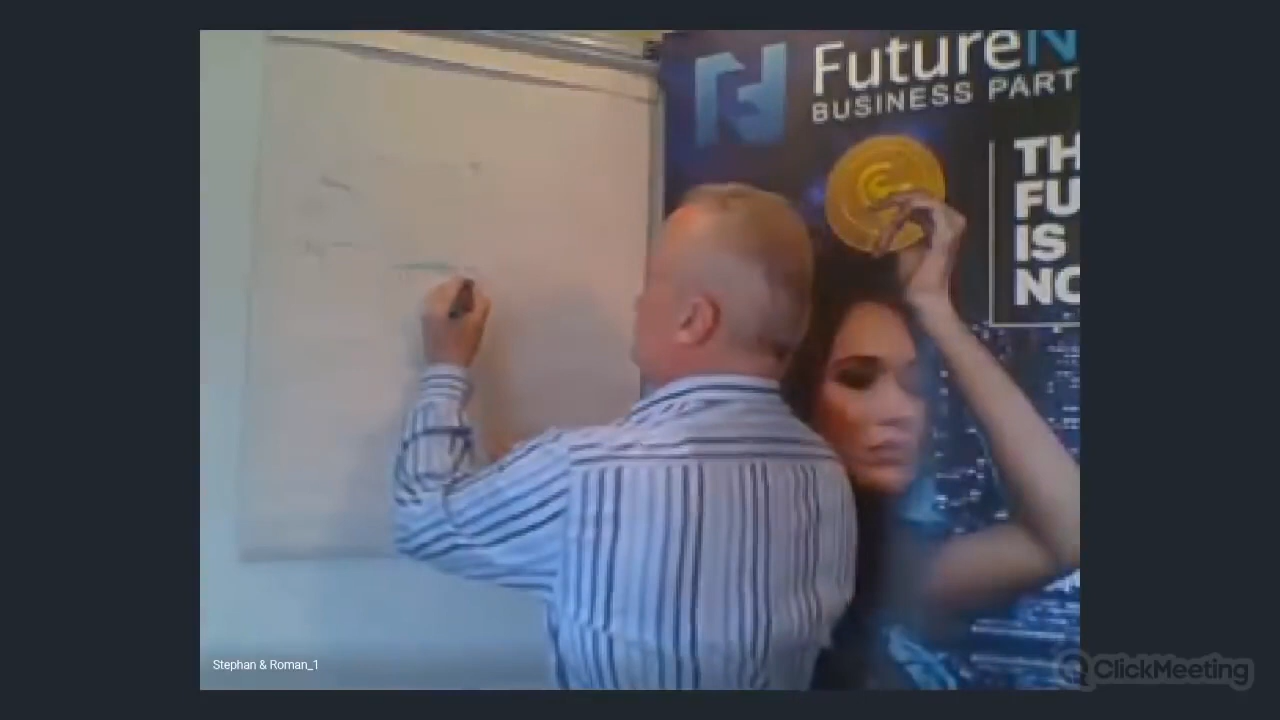 FutureN
BUSINESS PART
TH
FU
IS
NO
Stephan & Roman_1
ClickMeeting